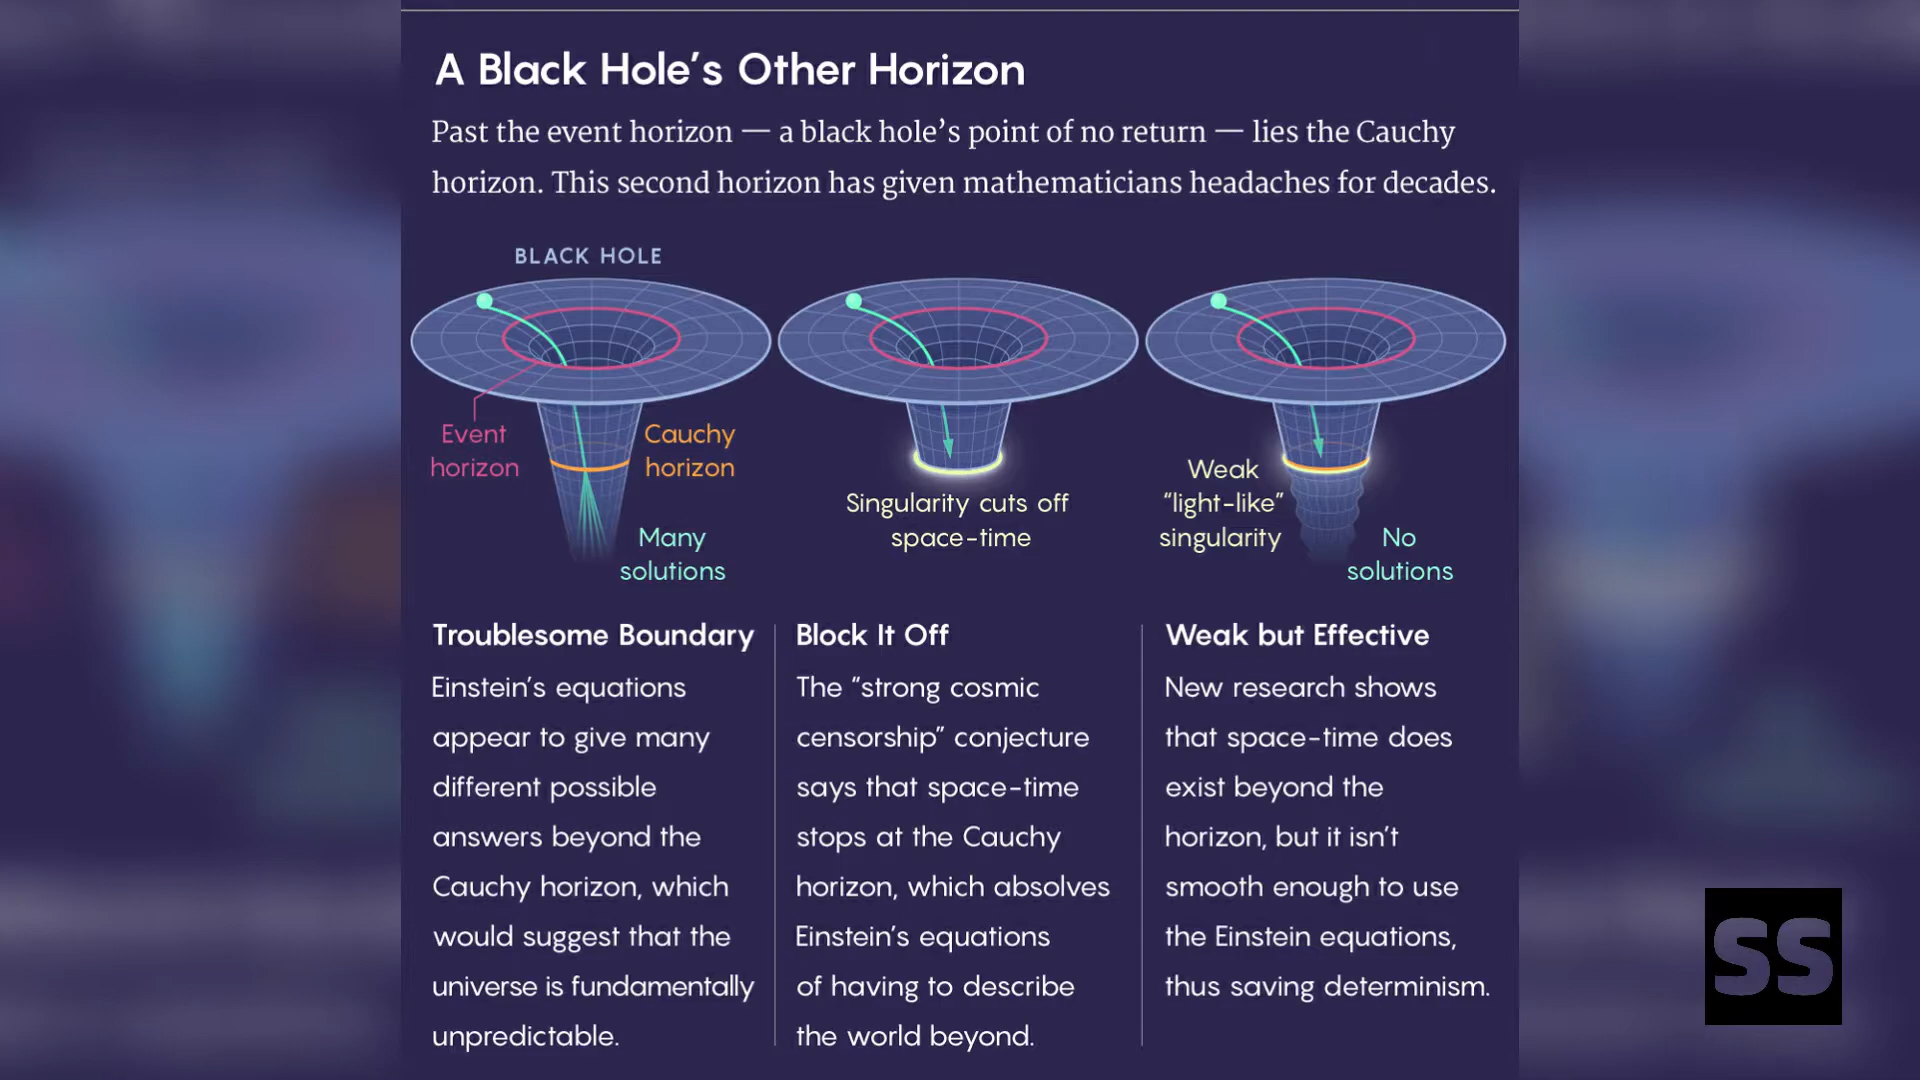 A Black Hole’s Other Horizon
Past the event horizon — a black hole’s point of no return — lies the Cauchy
horizon. This second horizon has given mathematicians headaches for decades.
BLACK HOLE
Event
horizon
Cauchy
horizon
Many
solutions
Singularity cuts off
space-time
Weak
“light-like”
singularity
No
solutions
Troublesome Boundary
Einstein’s equations
appear to give many
different possible
answers beyond the
Cauchy horizon, which
would suggest that the
universe is fundamentally
unpredictable.
Block It Off
The “strong cosmic
censorship” conjecture
says that space-time
stops at the Cauchy
horizon, which absolves
Einstein’s equations
of having to describe
the world beyond.
Weak but Effective
New research shows
that space-time does
exist beyond the
horizon, but it isn’t
smooth enough to use
the Einstein equations,
thus saving determinism.
SS